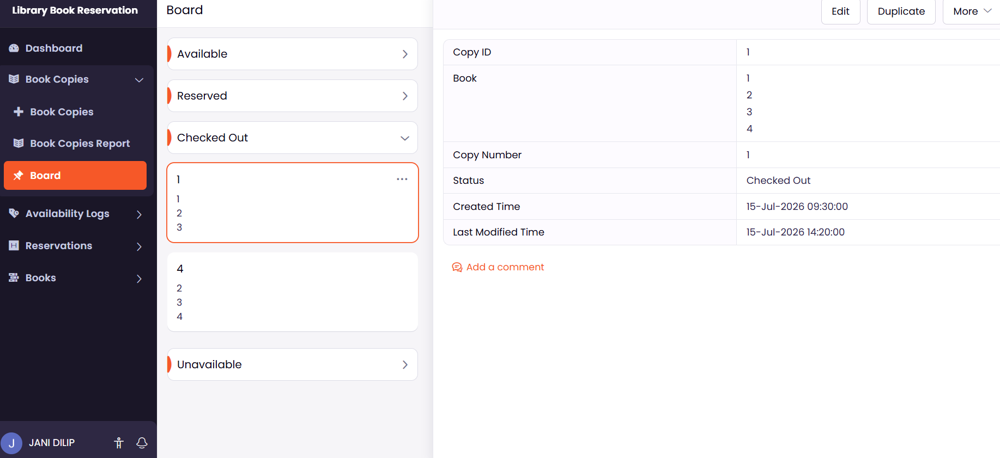 Library Book Reservation
Dashboard
Book Copies
Book Copies
Book Copies Report
Board
Availability Logs
Reservations
Books
J
JANI DILIP
Board
Available
Reserved
Checked Out
1
1
2
3
4
2
3
4
Unavailable
Edit
Duplicate
More
Copy ID 1
Book 1
2
3
4
Copy Number 1
Status Checked Out
Created Time 15-Jul-2026 09:30:00
Last Modified Time 15-Jul-2026 14:20:00
Add a comment